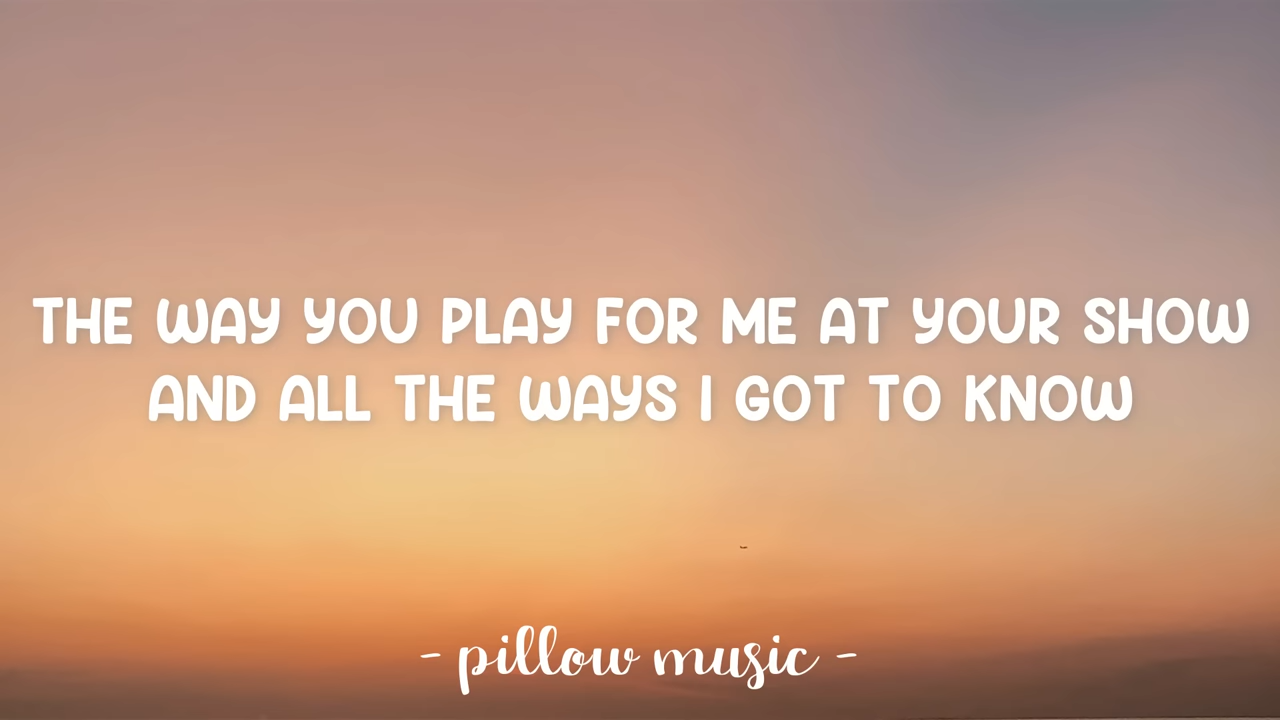 THE WAY YOU PLAY FOR ME AT YOUR SHOW
AND ALL THE WAYS I GOT TO KNOW
- pillow music -